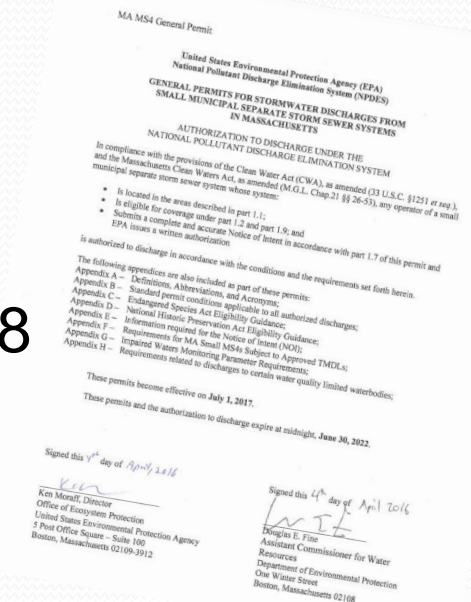 MA MS4 General Permit
United States Environmental Protection Agency (EPA)
National Pollutant Discharge Elimination System (NPDES)
GENERAL PERMITS FOR STORMWATER DISCHARGES FROM
SMALL MUNICIPAL SEPARATE STORM SEWER SYSTEMS
IN MASSACHUSETTS
AUTHORIZATION TO DISCHARGE UNDER THE
NATIONAL POLLUTANT DISCHARGE ELIMINATION SYSTEM
In compliance with the provisions of the Clean Water Act (CWA), as amended (33 U.S.C. §1251 et seq.),
and the Massachusetts Clean Waters Act, as amended (M.G.L. Chap.21 §§ 26-53), any operator of a small
municipal separate storm sewer system whose system:
• Is located in the areas described in part 1.1;
• Is eligible for coverage under part 1.2 and part 1.9; and
• Submits a complete and accurate Notice of Intent in accordance with part 1.7 of this permit and
EPA issues a written authorization
is authorized to discharge in accordance with the conditions and the requirements set forth herein.
The following appendices are also included as part of these permits:
Appendix A – Definitions, Abbreviations, and Acronyms;
Appendix B – Standard permit conditions applicable to all authorized discharges;
Appendix C – Endangered Species Act Eligibility Guidance;
Appendix D – National Historic Preservation Act Eligibility Guidance;
Appendix E – Information required for the Notice of Intent (NOI);
Appendix F – Requirements for MA Small MS4s Subject to Approved TMDLs;
Appendix G – Impaired Waters Monitoring Parameter Requirements;
Appendix H – Requirements related to discharges to certain water quality limited waterbodies;
8
These permits become effective on July 1, 2017.
These permits and the authorization to discharge expire at midnight, June 30, 2022.
Signed this day of April, 2016
Ken Moraff, Director
Office of Ecosystem Protection
United States Environmental Protection Agency
5 Post Office Square – Suite 100
Boston, Massachusetts 02109-3912
Signed this 4th day of April 2016
Douglas E. Fine
Assistant Commissioner for Water
Resources
Department of Environmental Protection
One Winter Street
Boston, Massachusetts 02108